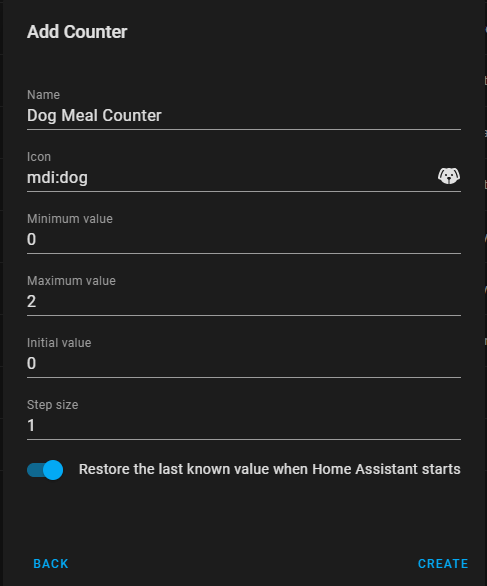 Add Counter
Name
Dog Meal Counter
Icon
mdi:dog
Minimum value
0
Maximum value
2
Initial value
0
Step size
1
Restore the last known value when Home Assistant starts
BACK CREATE